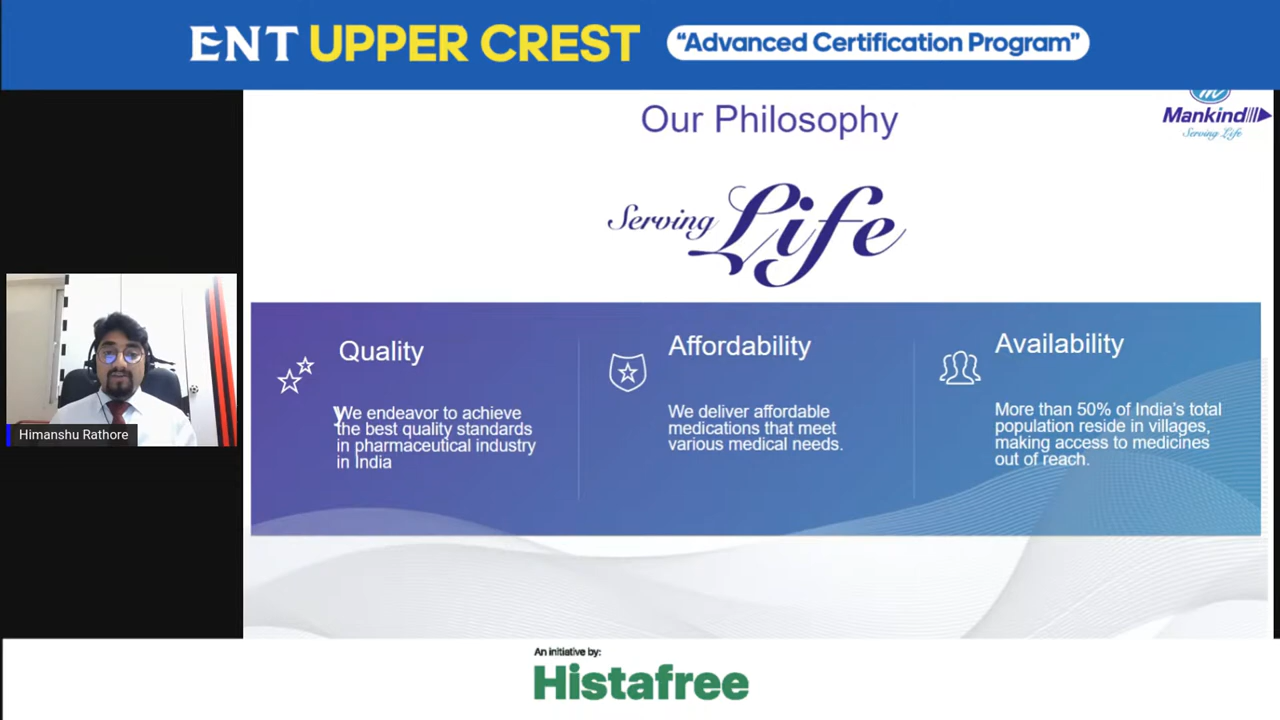 ENT UPPER CREST "Advanced Certification Program"
Our Philosophy
Mankind
Serving Life
Serving Life
Quality
We endeavor to achieve
the best quality standards
in pharmaceutical industry
in India
Affordability
We deliver affordable
medications that meet
various medical needs.
Availability
More than 50% of India's total
population reside in villages,
making access to medicines
out of reach.
Himanshu Rathore
An initiative by:
Histafree